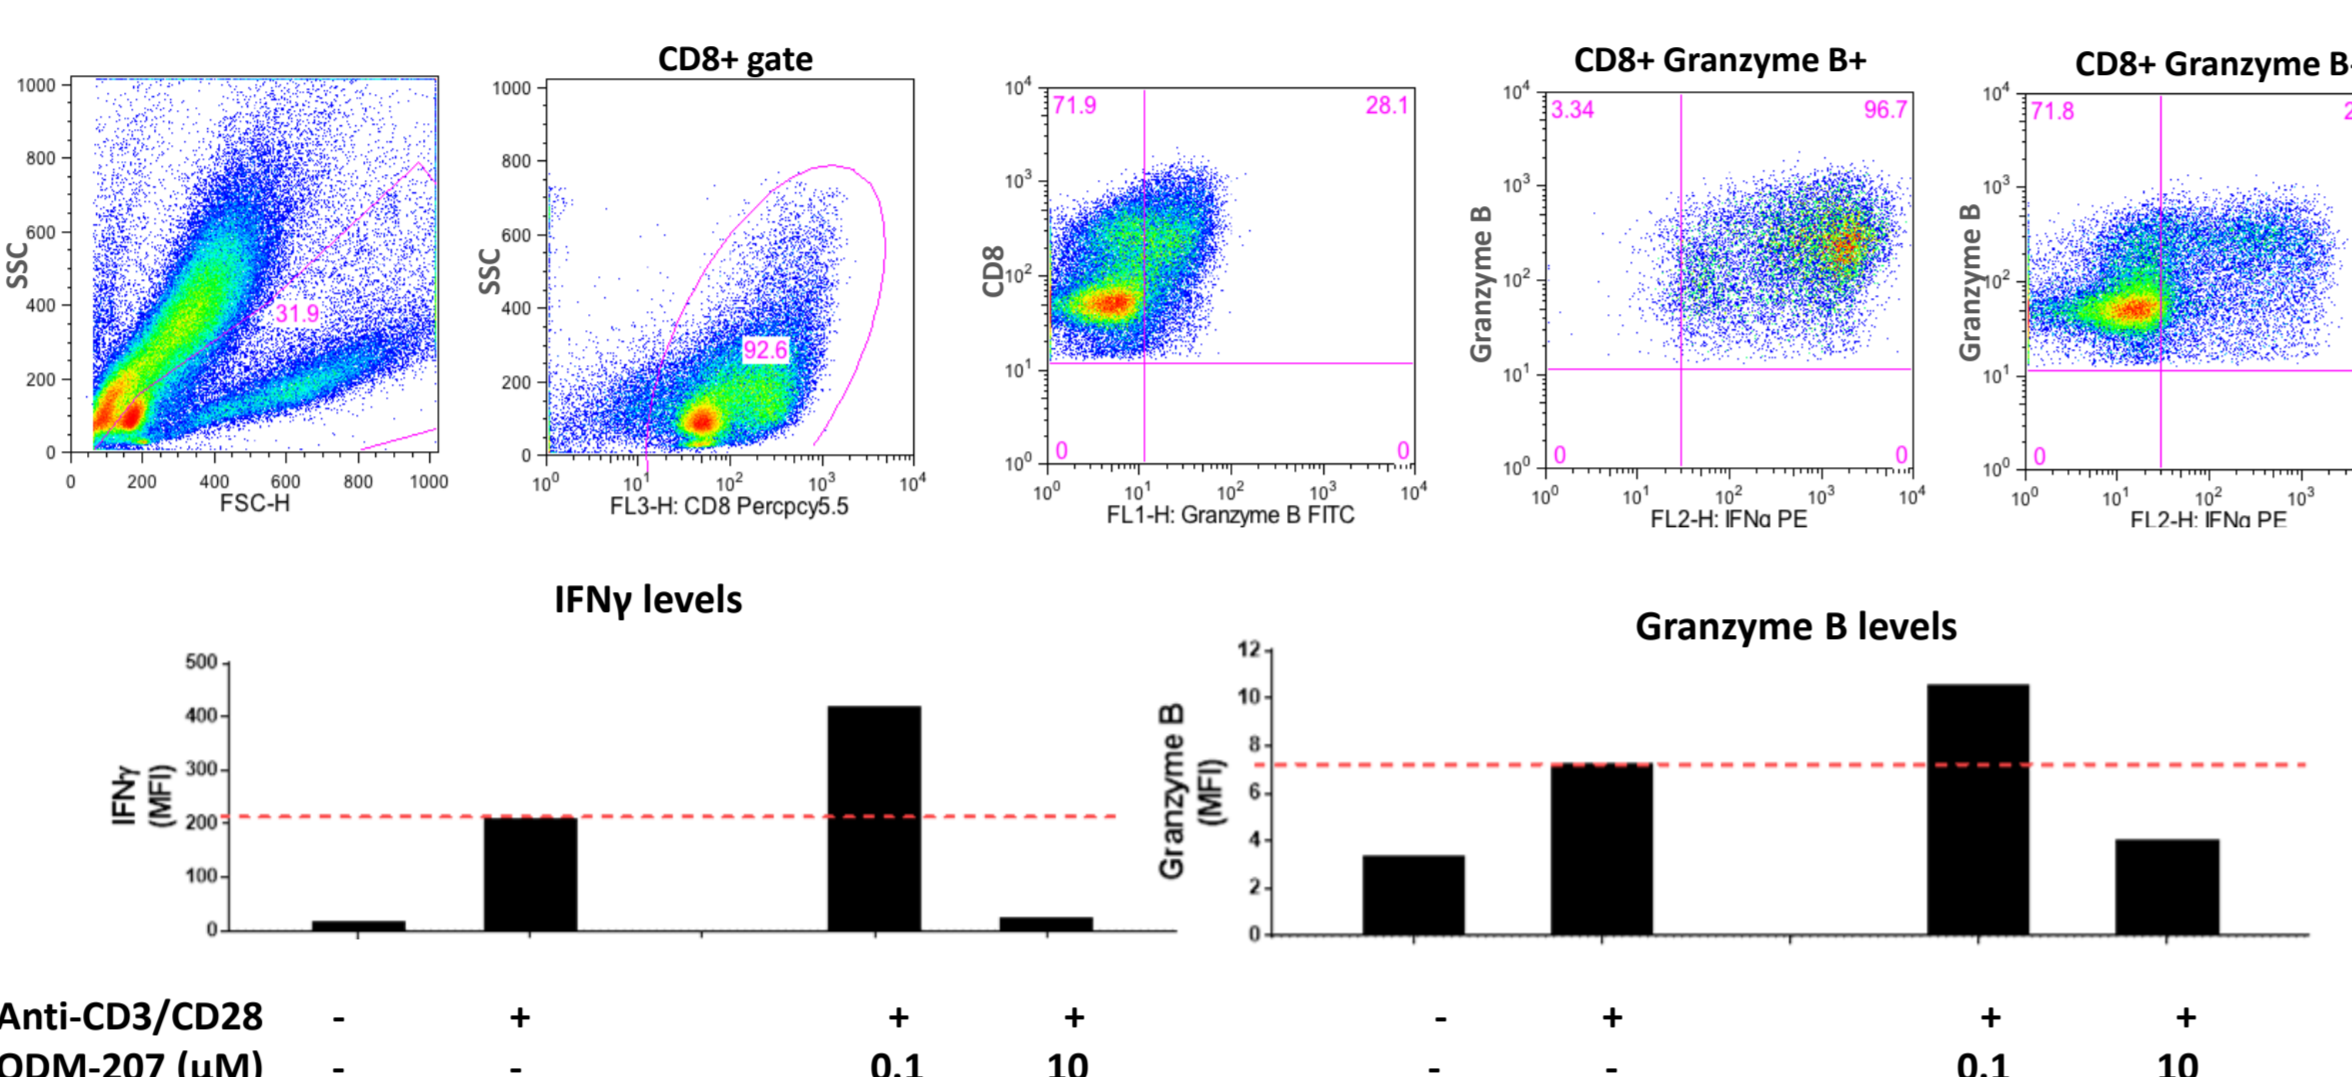 CD8+ gate
CD8+ Granzyme B+
CD8+ Granzyme B-
1000
800
600
400
200
0
SSC
31.9
0 200 400 600 800 1000
FSC-H
1000
800
600
400
200
0
SSC
92.6
10^0 10^1 10^2 10^3 10^4
FL3-H: CD8 Percpcy5.5
10^4
10^3
10^2
10^1
10^0
CD8
71.9 28.1
0 0
10^0 10^1 10^2 10^3 10^4
FL1-H: Granzyme B FITC
10^4
10^3
10^2
10^1
10^0
Granzyme B
3.34 96.7
0 0
10^0 10^1 10^2 10^3 10^4
FL2-H: IFNg PE
10^4
10^3
10^2
10^1
10^0
Granzyme B
71.8 2
0
10^0 10^1 10^2 10^3
FL2-H: IFNg PE
IFNγ levels
500
400
300
200
100
0
IFNγ
(MFI)
Granzyme B levels
12
10
8
6
4
2
0
Granzyme B
(MFI)
Anti-CD3/CD28 - + + + - + + +
ODM-207 (μM) - - 0.1 10 - - 0.1 10